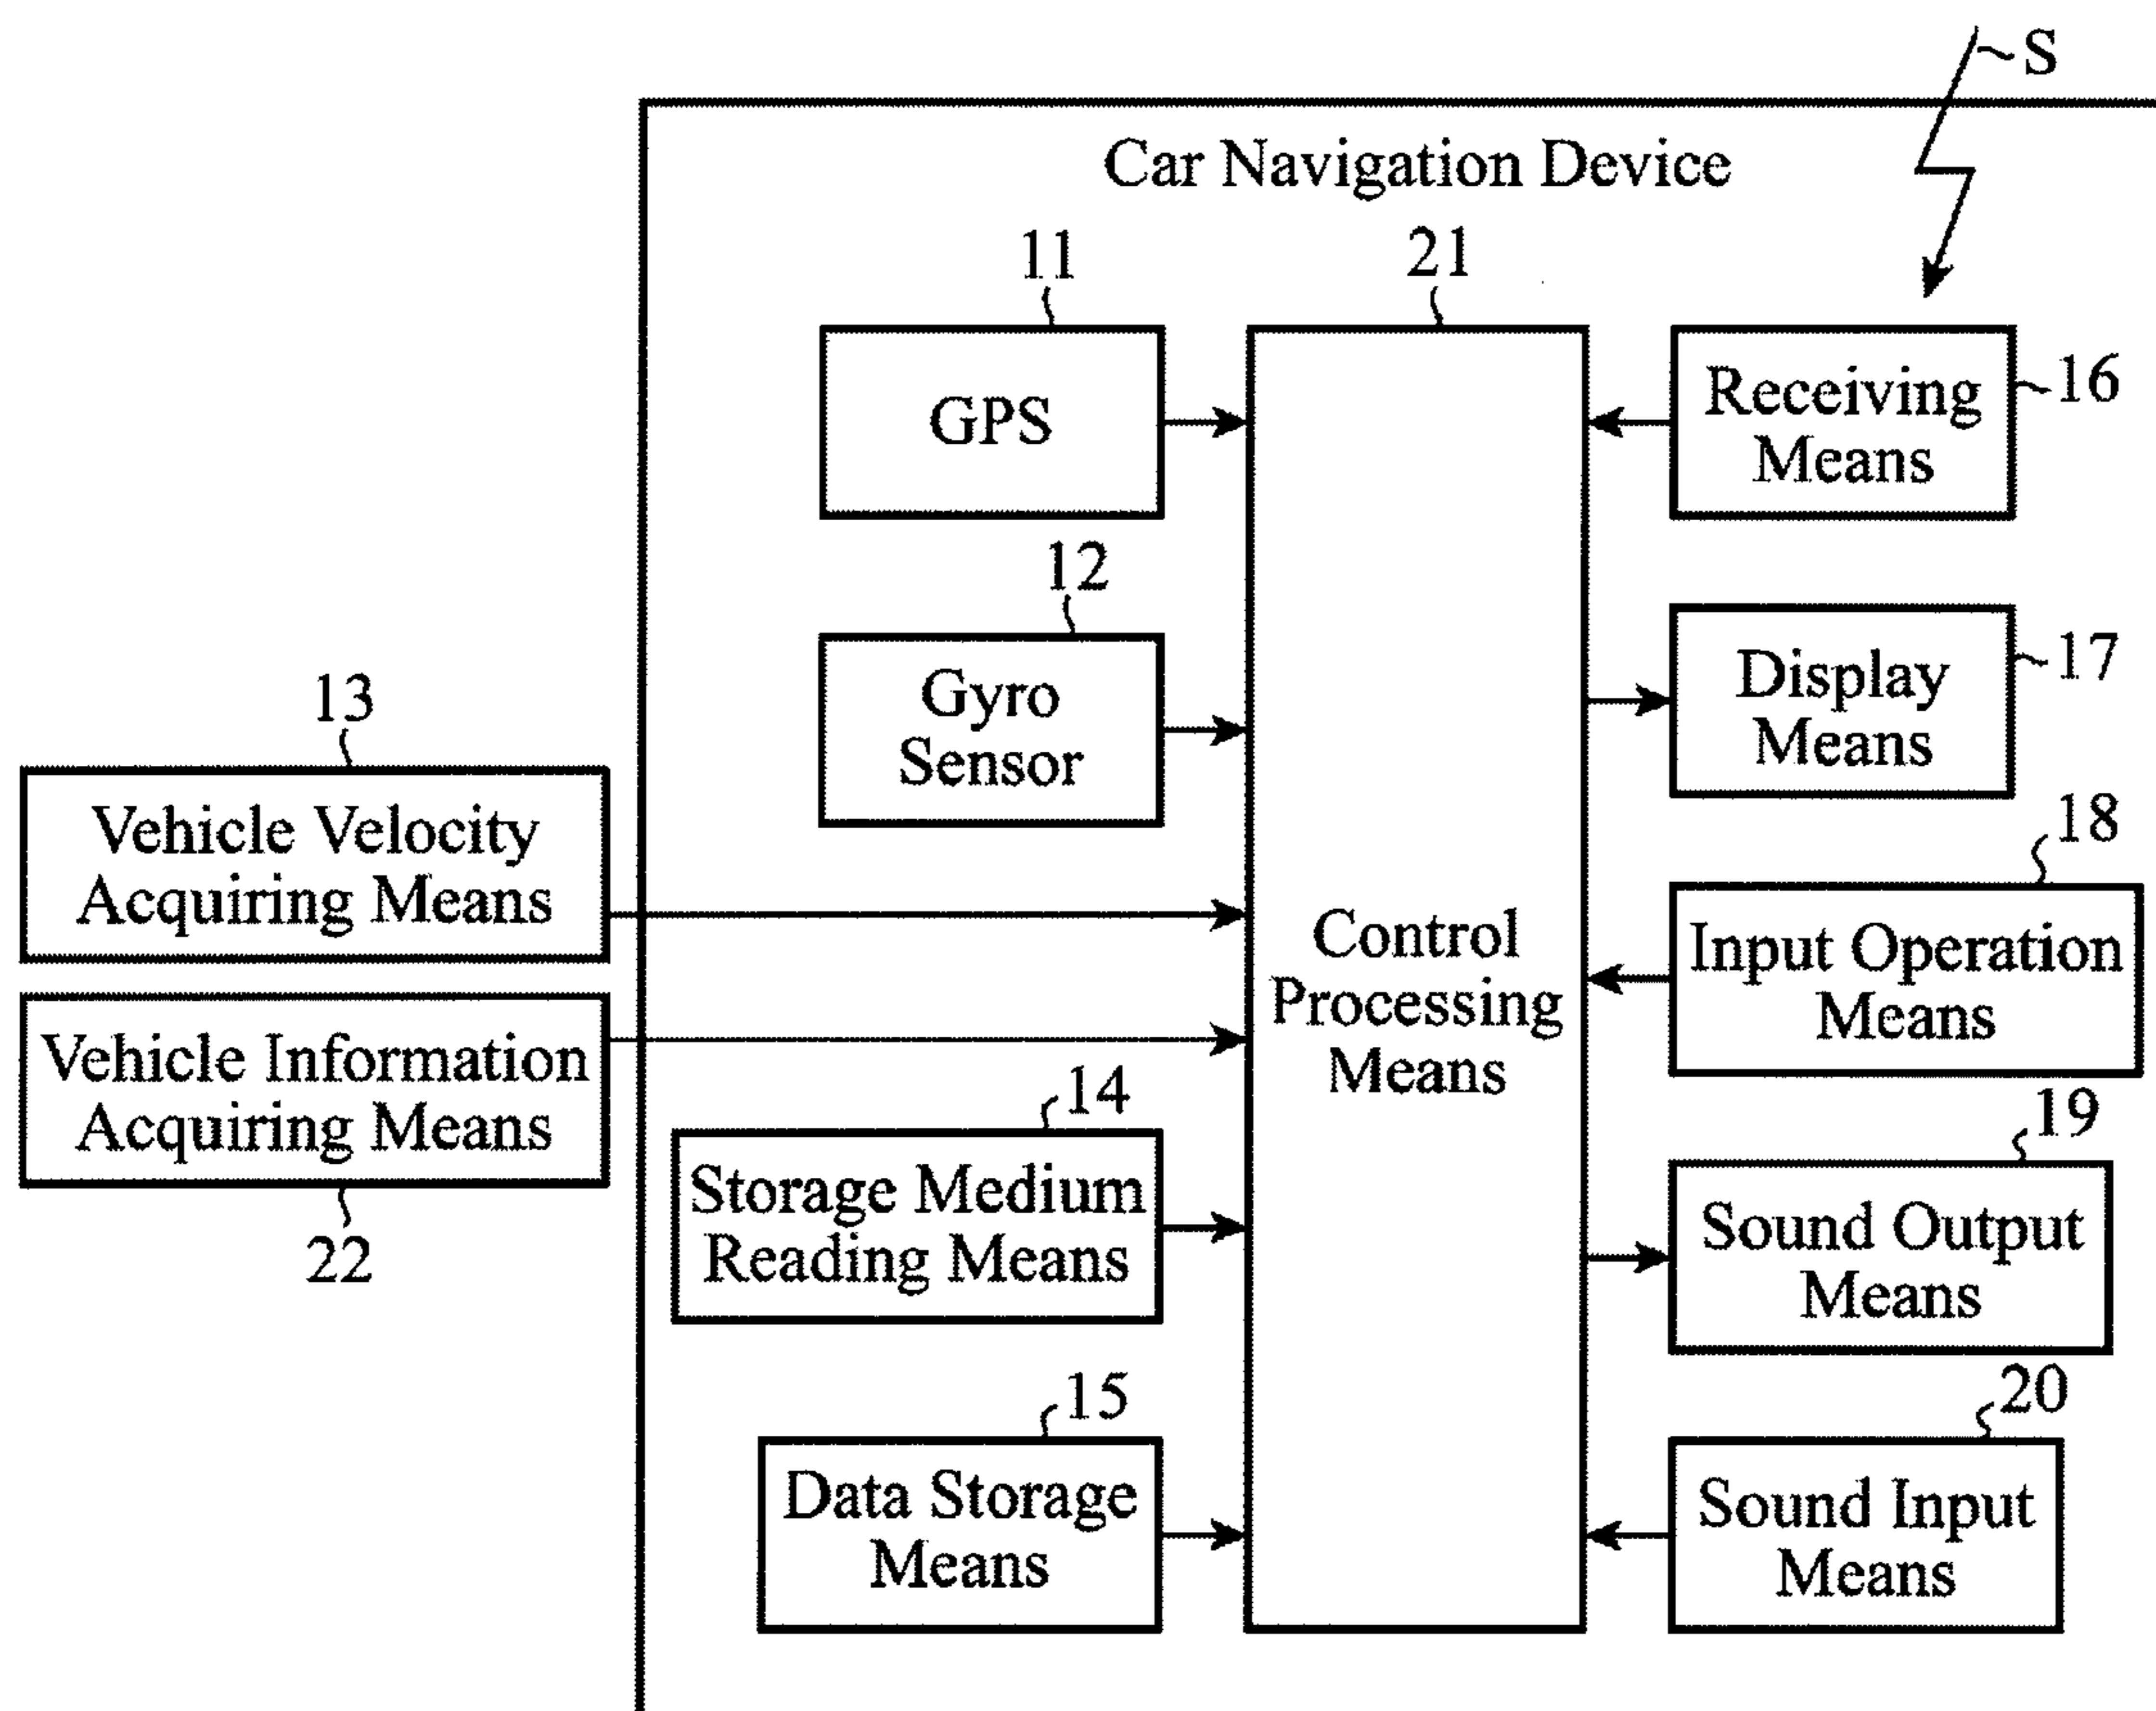 S
Car Navigation Device
11
21
GPS
Receiving
Means
16
12
Gyro
Sensor
Display
Means
17
13
Vehicle Velocity
Acquiring Means
18
Input Operation
Means
Control
Processing
Means
Vehicle Information
Acquiring Means
22
14
Storage Medium
Reading Means
19
Sound Output
Means
15
Data Storage
Means
20
Sound Input
Means